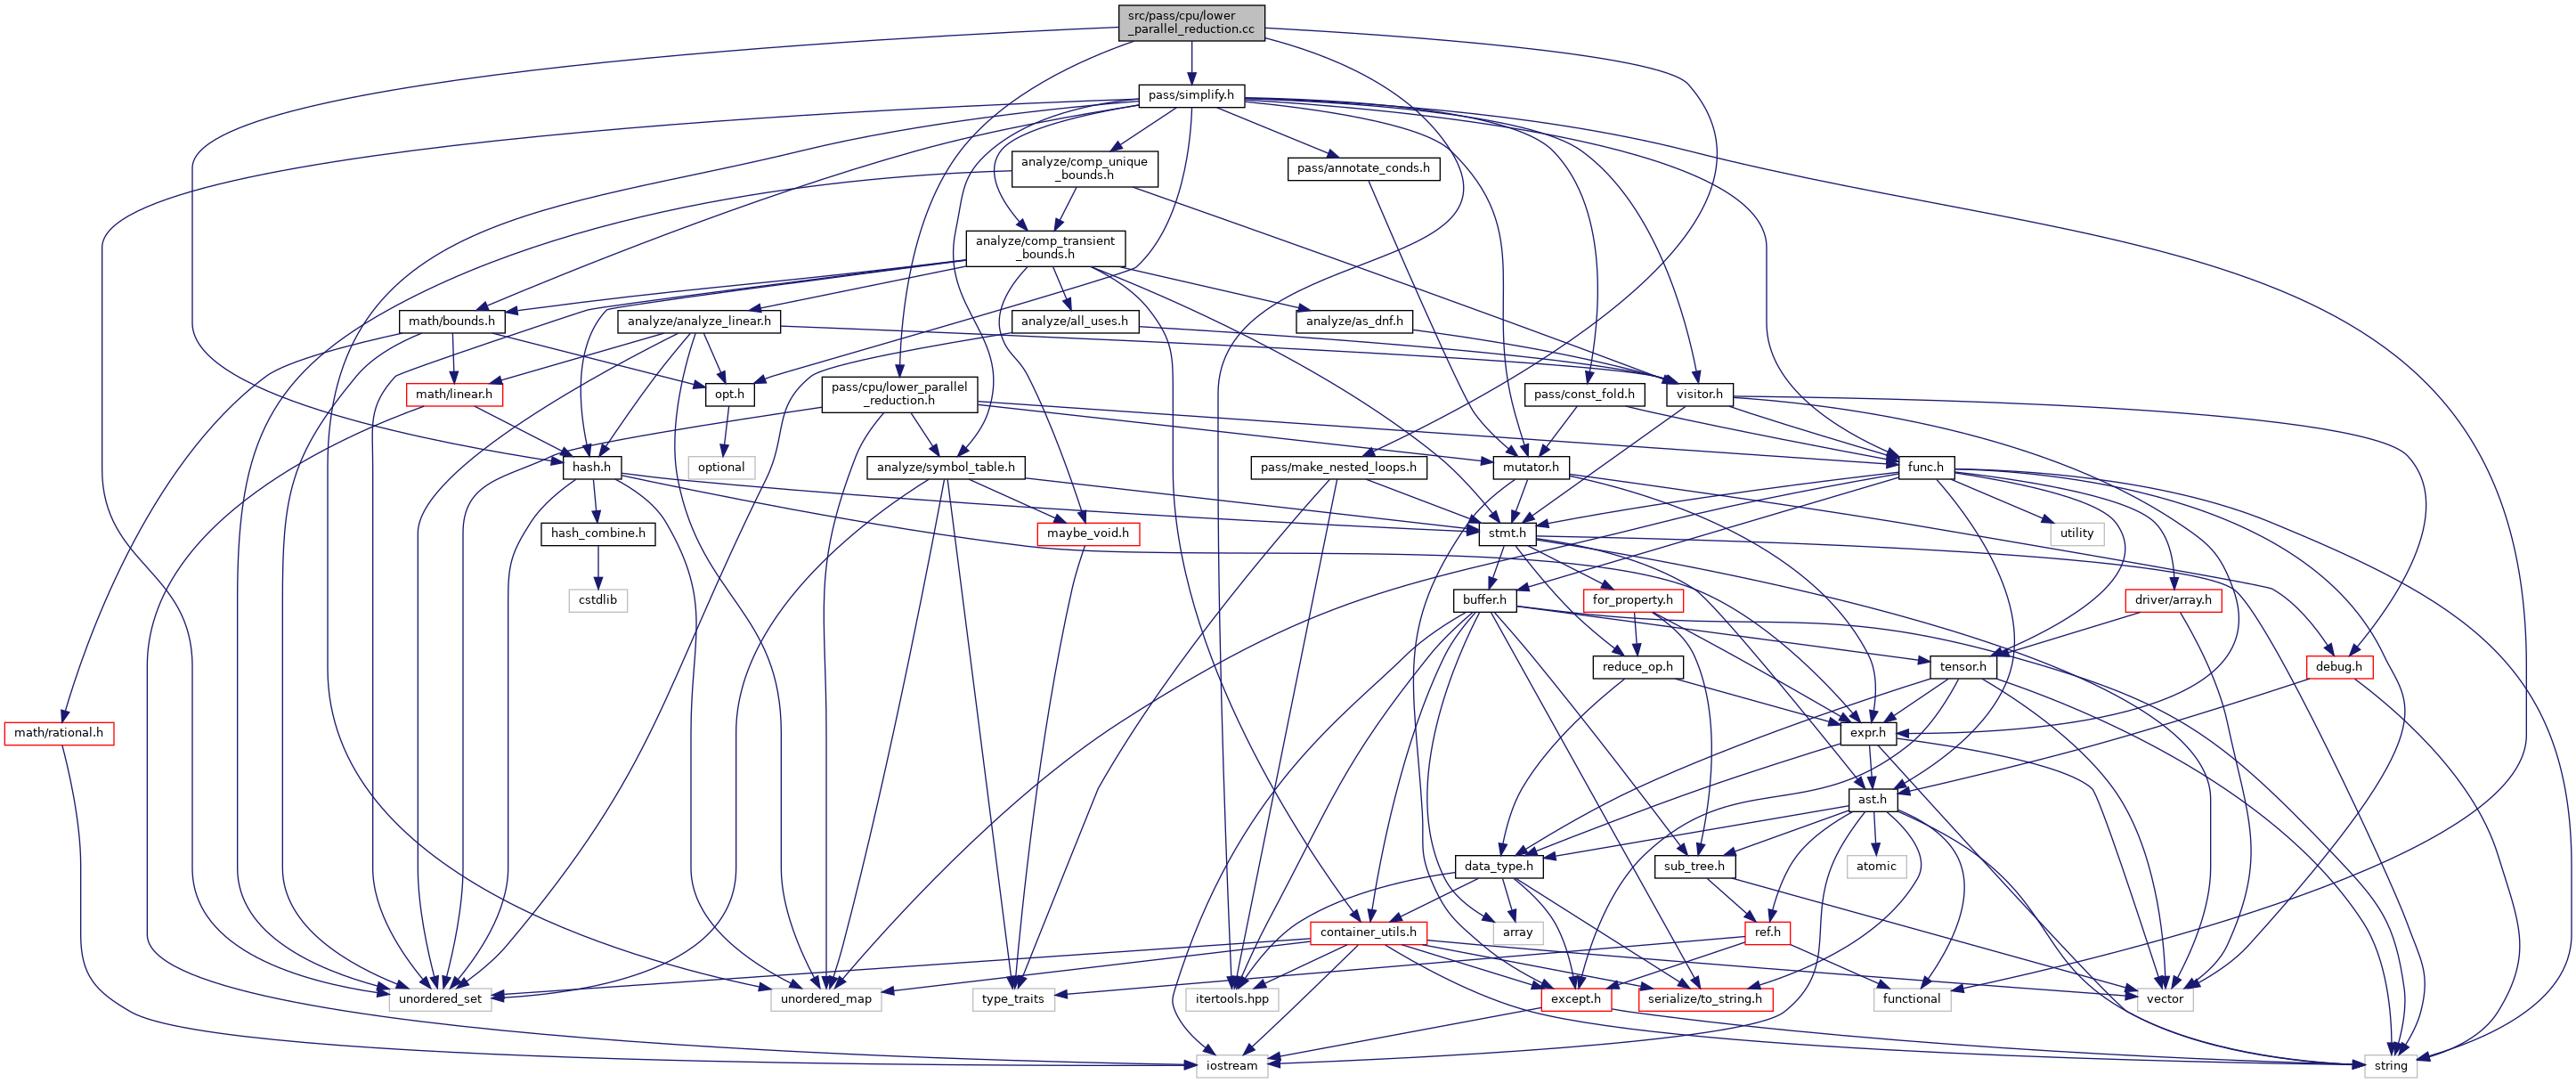 src/pass/cpu/lower
_parallel_reduction.cc
pass/simplify.h
analyze/comp_unique
_bounds.h
pass/annotate_conds.h
analyze/comp_transient
_bounds.h
math/bounds.h
analyze/analyze_linear.h
analyze/all_uses.h
analyze/as_dnf.h
math/linear.h
opt.h
pass/cpu/lower_parallel
_reduction.h
pass/const_fold.h
visitor.h
hash.h
optional
analyze/symbol_table.h
pass/make_nested_loops.h
mutator.h
func.h
hash_combine.h
maybe_void.h
stmt.h
utility
cstdlib
buffer.h
for_property.h
driver/array.h
reduce_op.h
tensor.h
debug.h
math/rational.h
expr.h
ast.h
data_type.h
sub_tree.h
atomic
container_utils.h
array
ref.h
unordered_set
unordered_map
type_traits
itertools.hpp
except.h
serialize/to_string.h
functional
vector
iostream
string